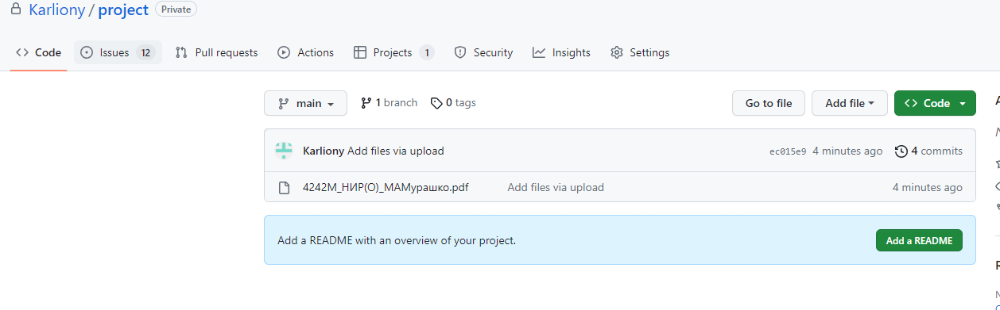 Karliony / project Private
Code Issues 12 Pull requests Actions Projects 1 Security Insights Settings
main 1 branch 0 tags Go to file Add file Code
Karliony Add files via upload ec015e9 4 minutes ago 4 commits
4242М_НИР(О)_МАМурашко.pdf Add files via upload 4 minutes ago
Add a README with an overview of your project. Add a README